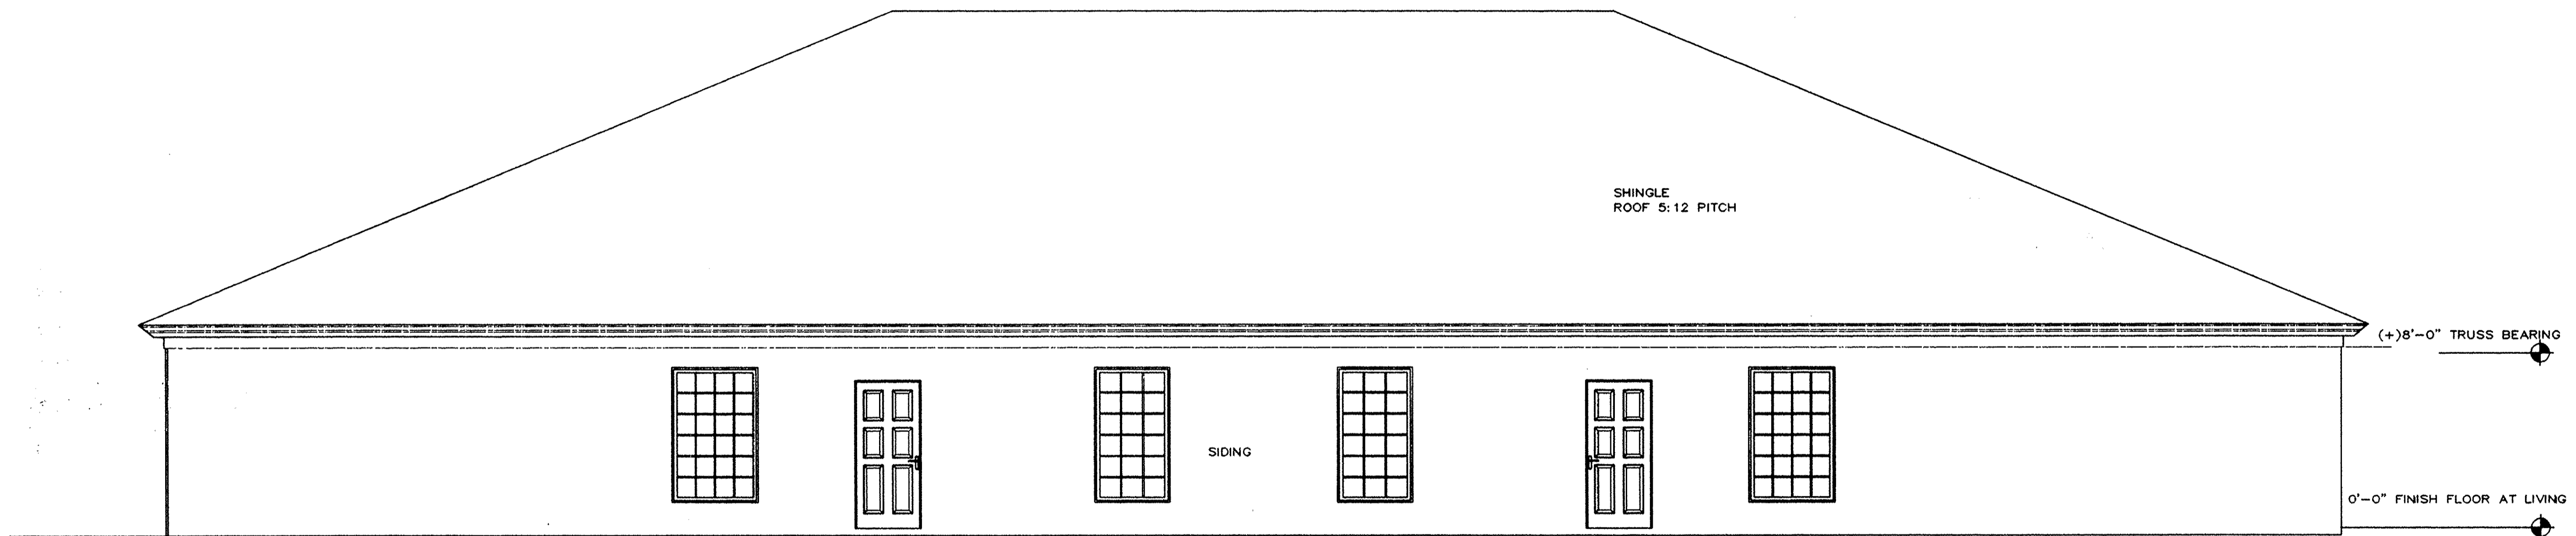 SHINGLE
ROOF 5:12 PITCH
(+)8'-0" TRUSS BEARING
SIDING
0'-0" FINISH FLOOR AT LIVING